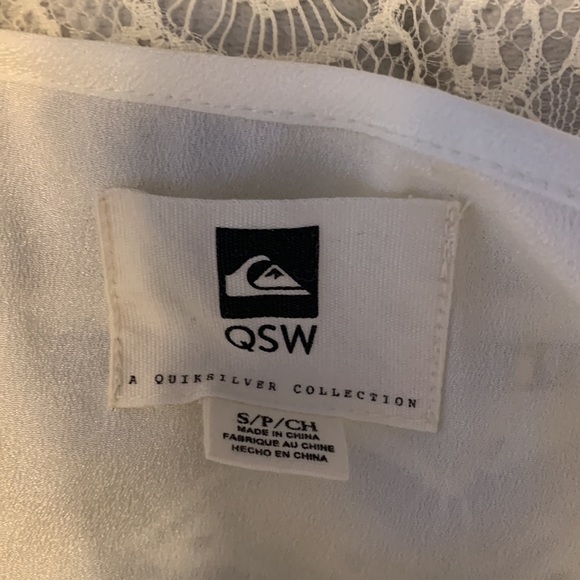 QSW
A QUIKSILVER COLLECTION
S/P/CH
MADE IN CHINA
FABRIQUE AU CHINE
HECHO EN CHINA